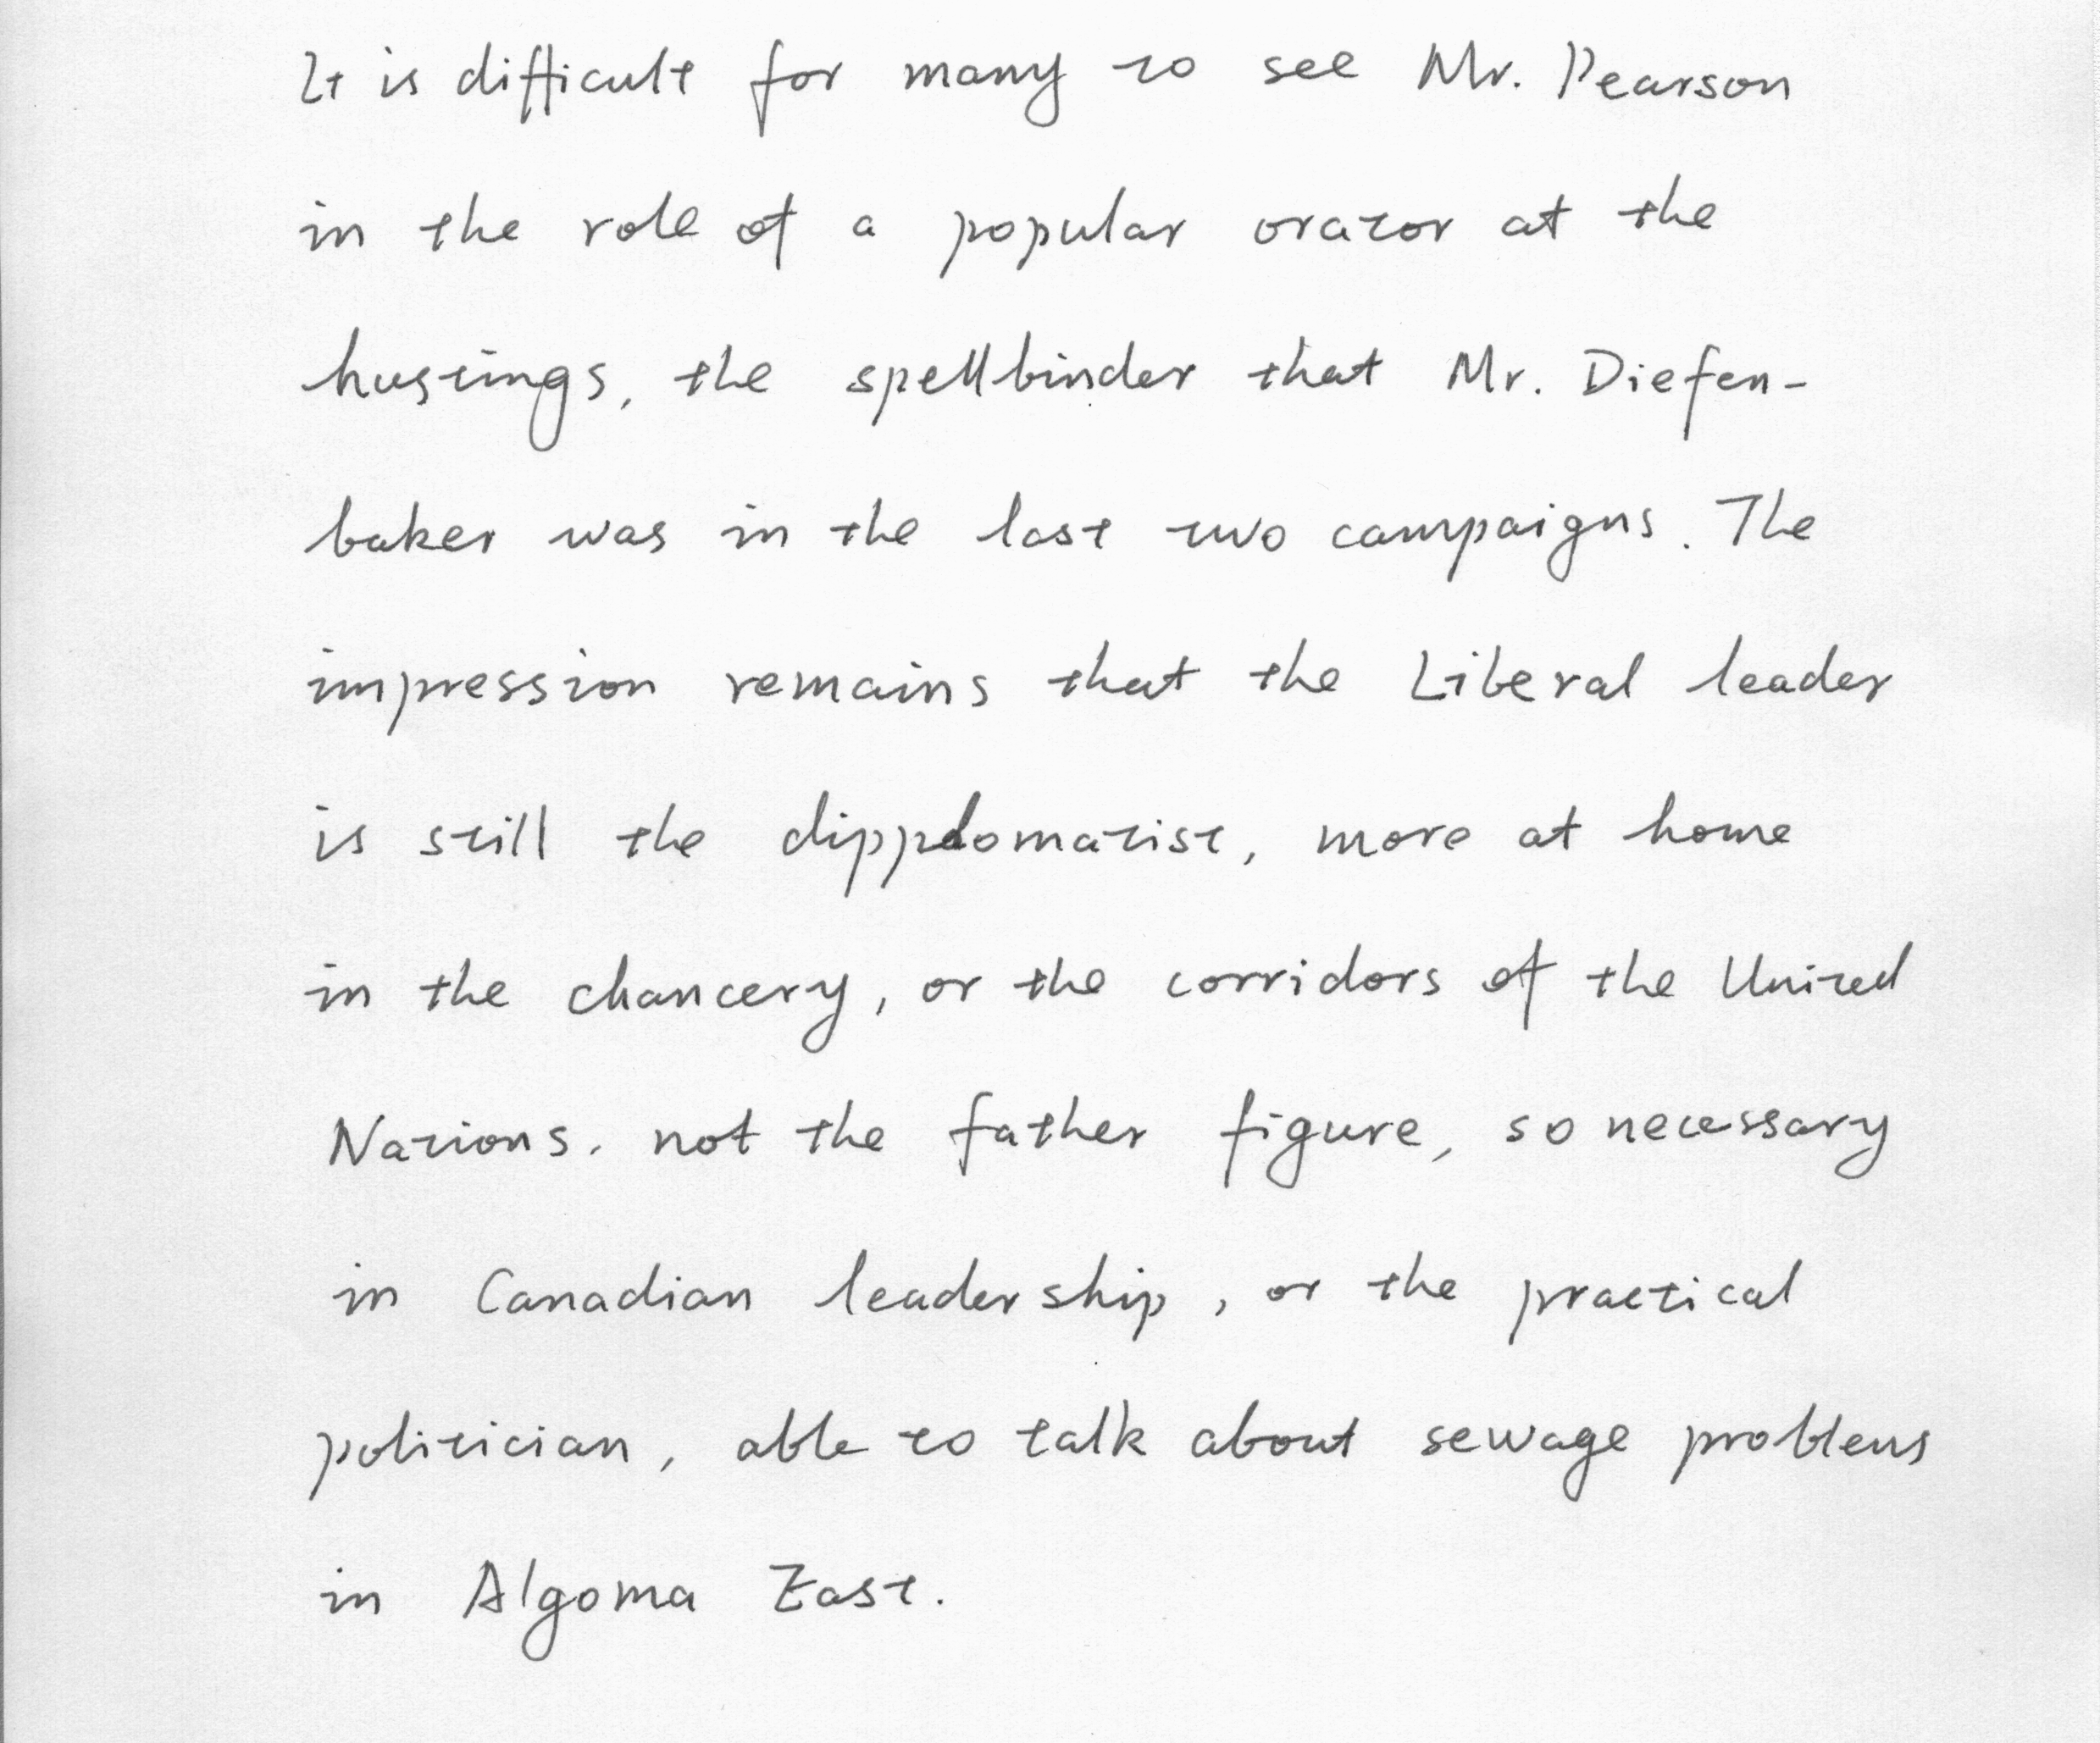 It is difficult for many to see Mr. Pearson
in the role of a popular orator at the
hustings, the spellbinder that Mr. Diefen-
baker was in the last two campaigns. The
impression remains that the Liberal leader
is still the dippdomatist, more at home
in the chancery, or the corridors of the United
Nations. not the father figure, so necessary
in Canadian leadership, or the practical
politician, able to talk about sewage problems
in Algoma East.